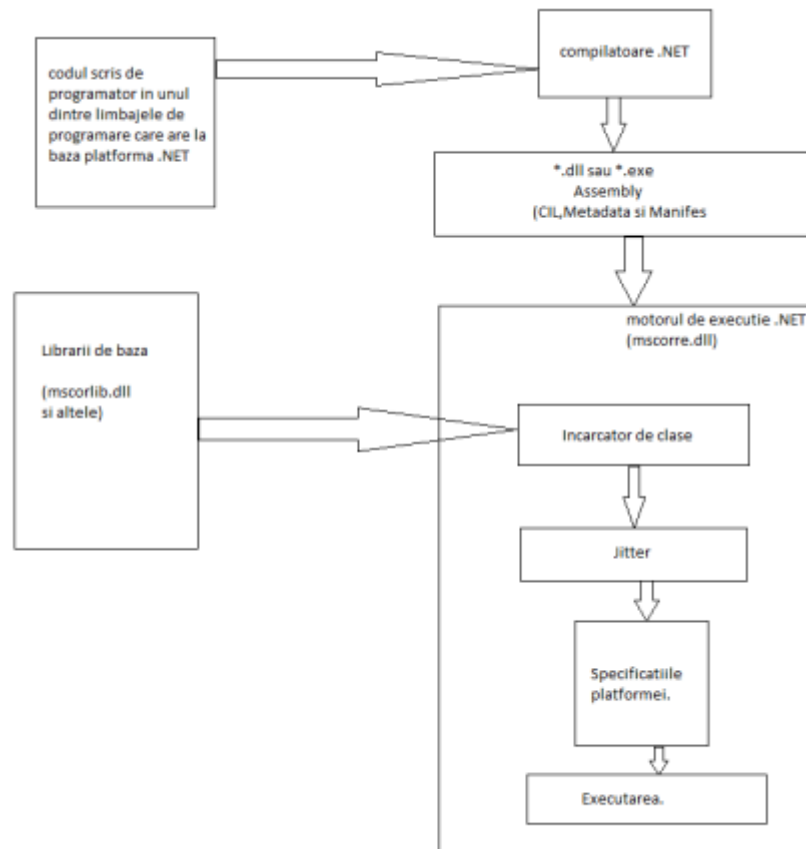 codul scris de
programator in unul
dintre limbajele de
programare care are la
baza platforma .NET
compilatoare .NET
*.dll sau *.exe
Assembly
(CIL,Metadata si Manifes
motorul de executie .NET
(mscorre.dll)
Librarii de baza
(mscorlib.dll
si altele)
Incarcator de clase
Jitter
Specificatiile
platformei.
Executarea.